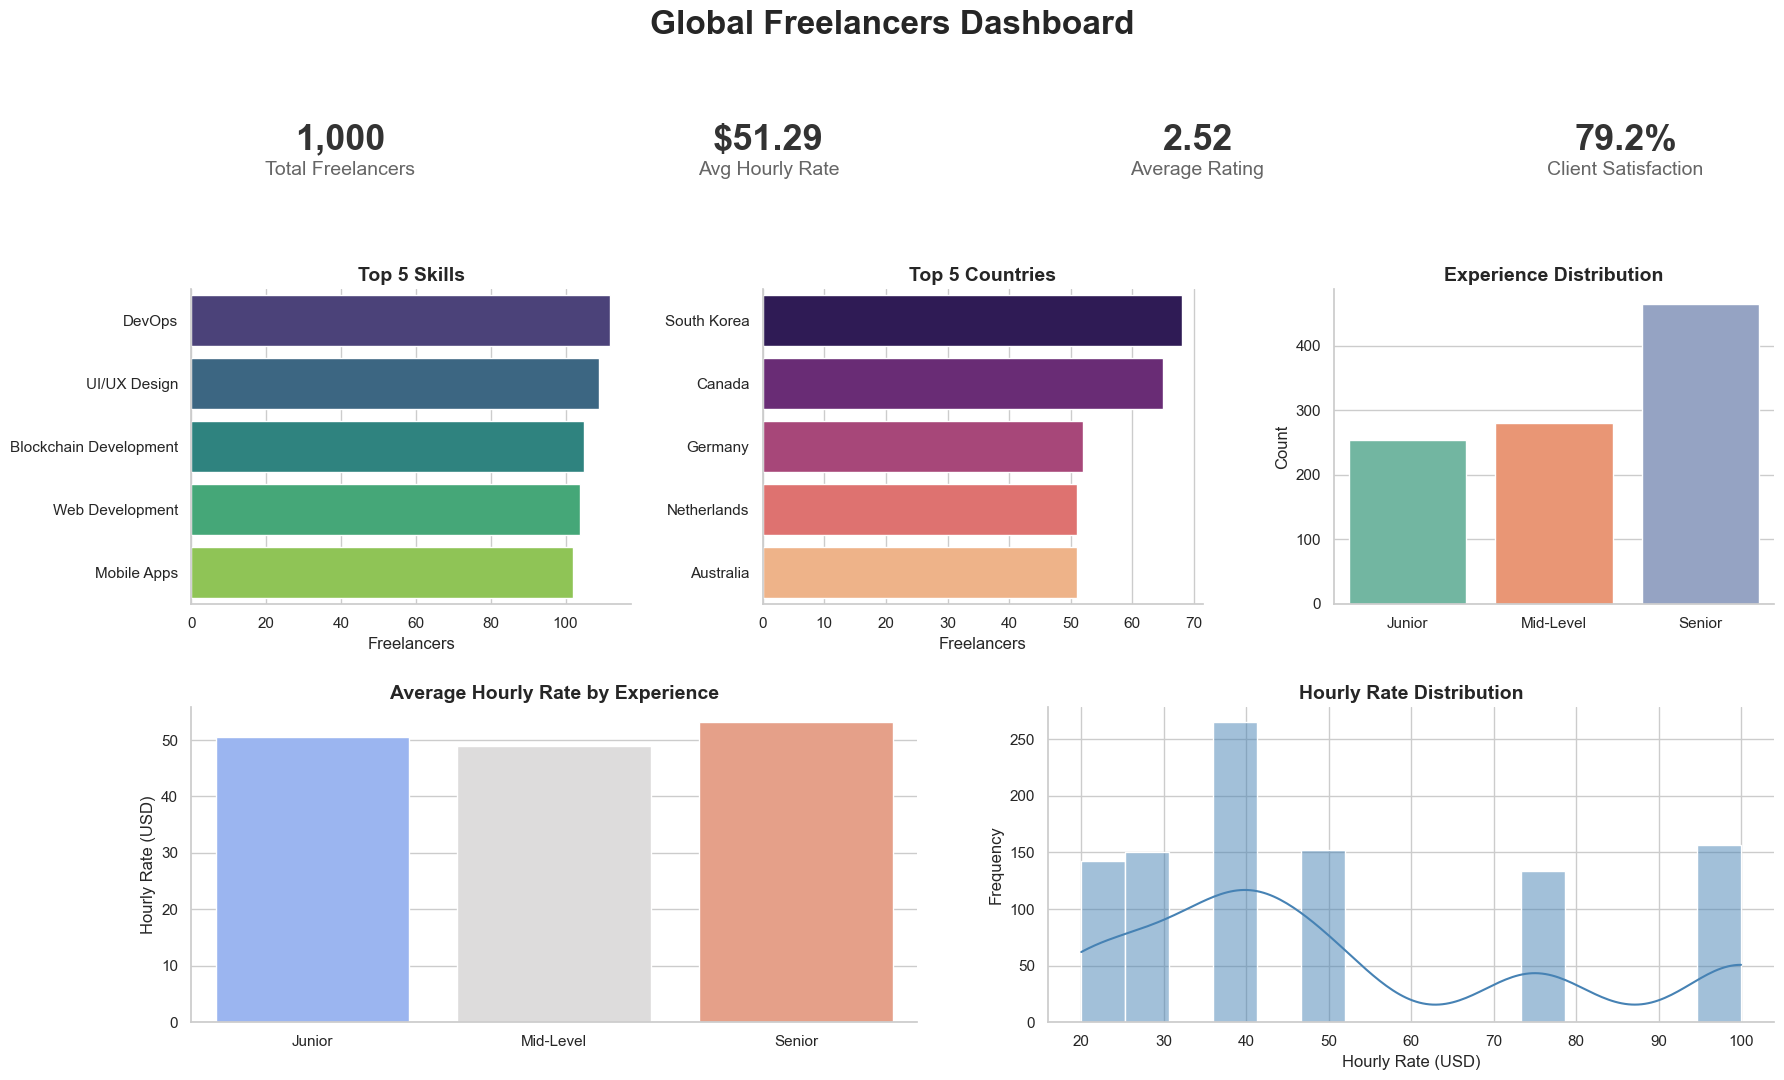 Global Freelancers Dashboard
1,000
Total Freelancers
$51.29
Avg Hourly Rate
2.52
Average Rating
79.2%
Client Satisfaction
Top 5 Skills
DevOps
UI/UX Design
Blockchain Development
Web Development
Mobile Apps
0 20 40 60 80 100
Freelancers
Top 5 Countries
South Korea
Canada
Germany
Netherlands
Australia
0 10 20 30 40 50 60 70
Freelancers
Experience Distribution
Count
400
300
200
100
0
Junior Mid-Level Senior
Average Hourly Rate by Experience
Hourly Rate (USD)
50
40
30
20
10
0
Junior Mid-Level Senior
Hourly Rate Distribution
Frequency
250
200
150
100
50
0
20 30 40 50 60 70 80 90 100
Hourly Rate (USD)